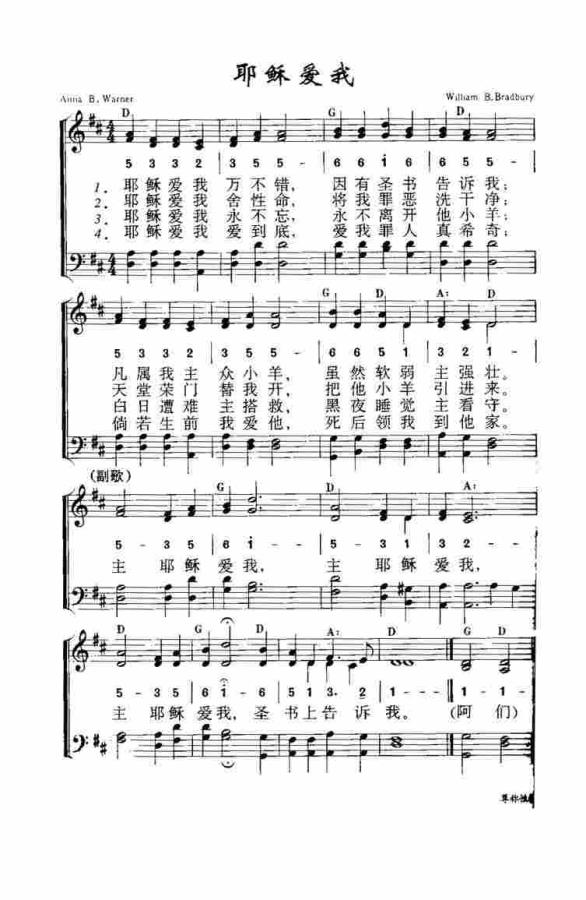 耶稣爱我
Anna B. Warner William B. Bradbury
D G D
5 3 3 2 | 3 5 5 - | 6 6 1 6 | 6 5 5 -
1. 耶稣爱我 万不错, 因有圣书 告诉我;
2. 耶稣爱我 舍性命, 将我罪恶 洗干净;
3. 耶稣爱我 永不忘, 永不离开 他小羊;
4. 耶稣爱我 爱到底, 爱我罪人 真希奇;
G D A: D
5 3 3 2 | 3 5 5 - | 6 6 5 1 | 3 2 1 -
凡属我主 众小羊, 虽然软弱 主强壮。
天堂荣门 替我开, 把他小羊 引进来。
白日遭难 主搭救, 黑夜睡觉 主看守。
倘若生前 我爱他, 死后领我 到他家。
(副歌)
G D A:
5 - 3 5 | 6 1 - - | 5 - 3 1 | 3 2 - -
主 耶稣 爱我, 主 耶稣 爱我,
D G D A: D G D
5 - 3 5 | 6 1 - 6 | 5 1 3. 2 | 1 - - - || 1 - 1 -
主 耶稣 爱我, 圣书上告诉 我。 (阿们)